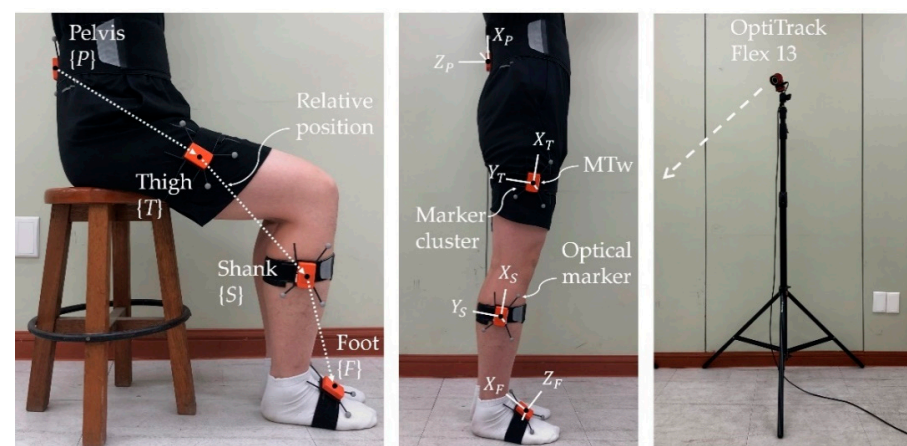 Pelvis
{P}
Relative
position
Thigh
{T}
Shank
{S}
Foot
{F}
X_P
Z_P
X_T
Y_T
MTw
Marker
cluster
Optical
marker
X_S
Y_S
X_F
Z_F
OptiTrack
Flex 13